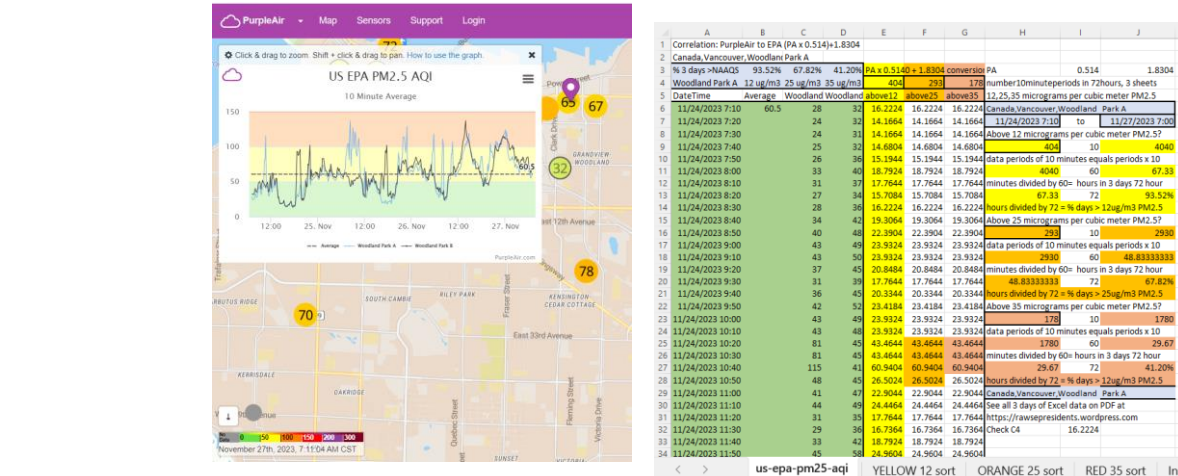 PurpleAir Map Sensors Support Login
Click & drag to zoom. Shift + click & drag to pan. How to use the graph.
US EPA PM2.5 AQI
10 Minute Average
150
100
50
0
60.5
12:00 25. Nov 12:00 26. Nov 12:00 27. Nov
Average Woodland Park A Woodland Park B
PurpleAir.com
72
65
67
32
78
70
Clark Drive
GRANDVIEW WOODLAND
East 12th Avenue
ARBUTUS RIDGE
SOUTH CAMBIE
RILEY PARK
Fraser Street
KENSINGTON CEDAR COTTAGE
East 33rd Avenue
KERRISDALE
OAKRIDGE
Quebec Street
Fleming Street
Victoria Drive
SUNSET
VICTORIA
0 50 100 150 200 300
November 27th, 2023, 7:11:04 AM CST
A B C D E F G H I J
1 Correlation: PurpleAir to EPA (PA x 0.514)+1.8304
2 Canada,Vancouver,Woodland Park A
3 % 3 days >NAAQS 93.52% 67.82% 41.20% PA x 0.5140 + 1.8304 conversion PA 0.514 1.8304
4 Woodland Park A 12 ug/m3 25 ug/m3 35 ug/m3 404 293 178 number10minuteperiods in 72hours, 3 sheets
5 DateTime Average Woodland Woodland above12 above25 above35 12,25,35 micrograms per cubic meter PM2.5
6 11/24/2023 7:10 60.5 28 32 16.2224 16.2224 16.2224 Canada,Vancouver,Woodland Park A
7 11/24/2023 7:20 24 32 14.1664 14.1664 14.1664 11/24/2023 7:10 to 11/27/2023 7:00
8 11/24/2023 7:30 24 31 14.1664 14.1664 14.1664 Above 12 micrograms per cubic meter PM2.5?
9 11/24/2023 7:40 25 32 14.6804 14.6804 14.6804 404 10 4040
10 11/24/2023 7:50 26 36 15.1944 15.1944 15.1944 data periods of 10 minutes equals periods x 10
11 11/24/2023 8:00 33 40 18.7924 18.7924 18.7924 4040 60 67.33
12 11/24/2023 8:10 31 37 17.7644 17.7644 17.7644 minutes divided by 60= hours in 3 days 72 hour
13 11/24/2023 8:20 27 34 15.7084 15.7084 15.7084 67.33 72 93.52%
14 11/24/2023 8:30 28 36 16.2224 16.2224 16.2224 hours divided by 72 = % days > 12ug/m3 PM2.5
15 11/24/2023 8:40 34 42 19.3064 19.3064 19.3064 Above 25 micrograms per cubic meter PM2.5?
16 11/24/2023 8:50 40 48 22.3904 22.3904 22.3904 293 10 2930
17 11/24/2023 9:00 43 49 23.9324 23.9324 23.9324 data periods of 10 minutes equals periods x 10
18 11/24/2023 9:10 43 50 23.9324 23.9324 23.9324 2930 60 48.83333333
19 11/24/2023 9:20 37 45 20.8484 20.8484 20.8484 minutes divided by 60= hours in 3 days 72 hour
20 11/24/2023 9:30 31 39 17.7644 17.7644 17.7644 48.83333333 72 67.82%
21 11/24/2023 9:40 36 45 20.3344 20.3344 20.3344 hours divided by 72 = % days > 25ug/m3 PM2.5
22 11/24/2023 9:50 42 52 23.4184 23.4184 23.4184 Above 35 micrograms per cubic meter PM2.5?
23 11/24/2023 10:00 43 49 23.9324 23.9324 23.9324 178 10 1780
24 11/24/2023 10:10 43 48 23.9324 23.9324 23.9324 data periods of 10 minutes equals periods x 10
25 11/24/2023 10:20 81 45 43.4644 43.4644 43.4644 1780 60 29.67
26 11/24/2023 10:30 81 45 43.4644 43.4644 43.4644 minutes divided by 60= hours in 3 days 72 hour
27 11/24/2023 10:40 115 41 60.9404 60.9404 60.9404 29.67 72 41.20%
28 11/24/2023 10:50 48 45 26.5024 26.5024 26.5024 hours divided by 72 = % days > 12ug/m3 PM2.5
29 11/24/2023 11:00 41 47 22.9044 22.9044 22.9044 Canada,Vancouver,Woodland Park A
30 11/24/2023 11:10 44 49 24.4464 24.4464 24.4464 See all 3 days of Excel data on PDF at
31 11/24/2023 11:20 31 35 17.7644 17.7644 17.7644 https://rawsepresidents.wordpress.com
32 11/24/2023 11:30 29 36 16.7364 16.7364 16.7364 Check C4 16.2224
33 11/24/2023 11:40 33 42 18.7924 18.7924 18.7924
34 11/24/2023 11:50 45 58 24.9604 24.9604 24.9604
us-epa-pm25-aqi YELLOW 12 sort ORANGE 25 sort RED 35 sort In